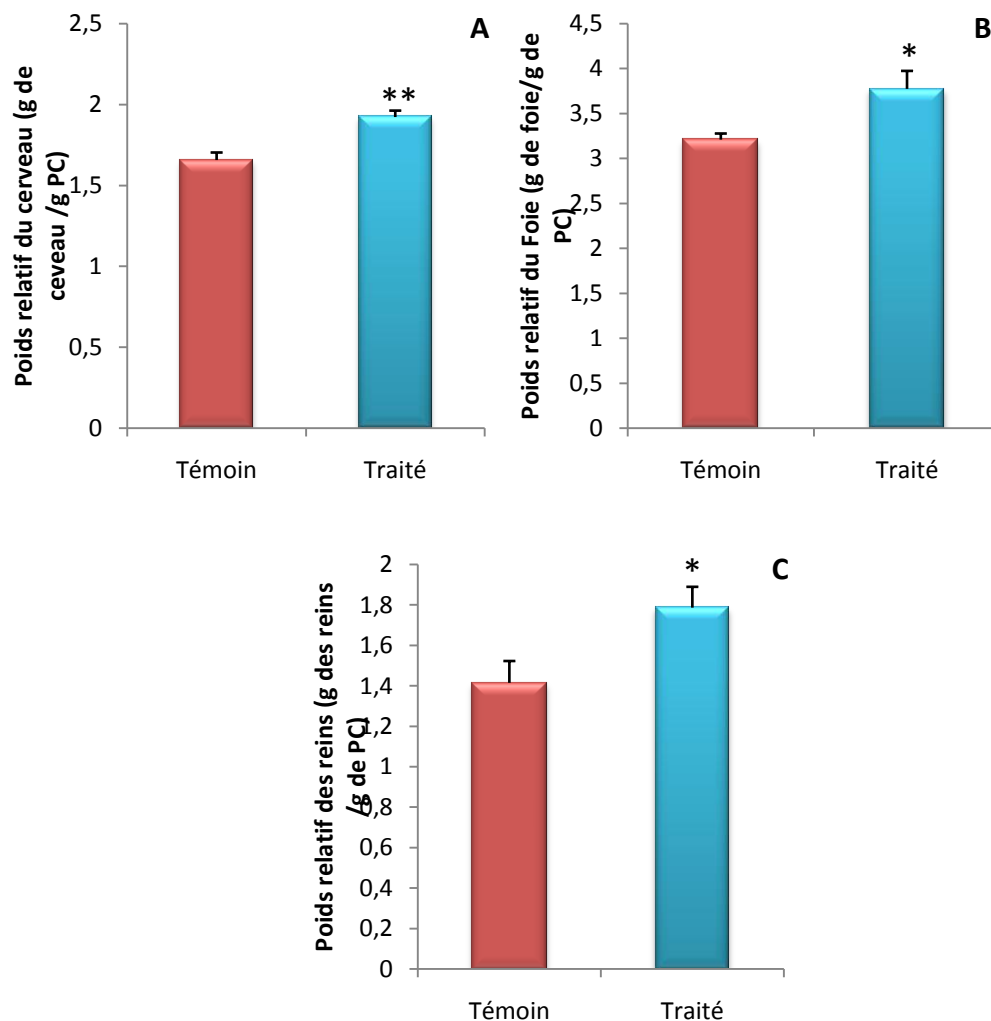 A
Poids relatif du cerveau (g de
ceveau /g PC)
2,5
2
1,5
1
0,5
0
**
Témoin
Traité
B
Poids relatif du Foie (g de foie/g de
PC)
4,5
4
3,5
3
2,5
2
1,5
1
0,5
0
*
Témoin
Traité
C
Poids relatif des reins (g des reins
/g de PC)
2
1,8
1,6
1,4
1,2
1
0,8
0,6
0,4
0,2
0
*
Témoin
Traité